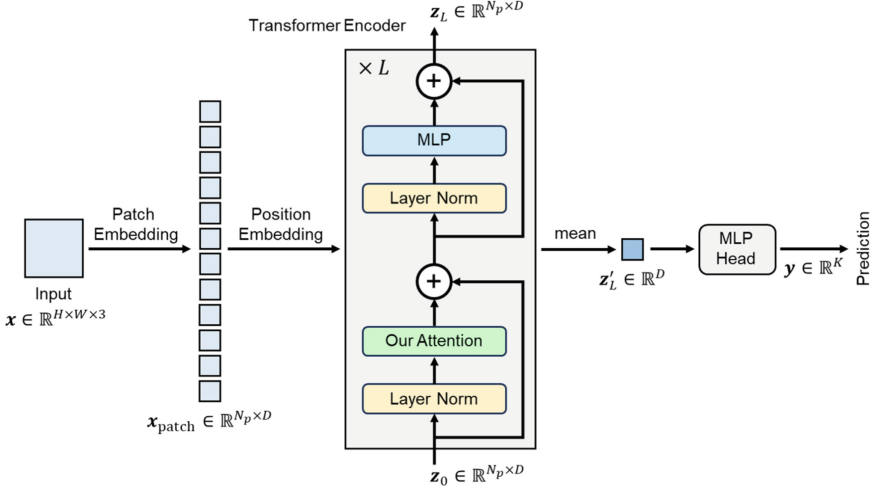 Transformer Encoder
𝒛_L ∈ ℝ^{N_p×D}
× L
+
MLP
Layer Norm
+
Our Attention
Layer Norm
𝒛_0 ∈ ℝ^{N_p×D}
Input
𝒙 ∈ ℝ^{H×W×3}
Patch
Embedding
𝒙_patch ∈ ℝ^{N_p×D}
Position
Embedding
mean
𝒛′_L ∈ ℝ^D
MLP
Head
𝒚 ∈ ℝ^K
Prediction